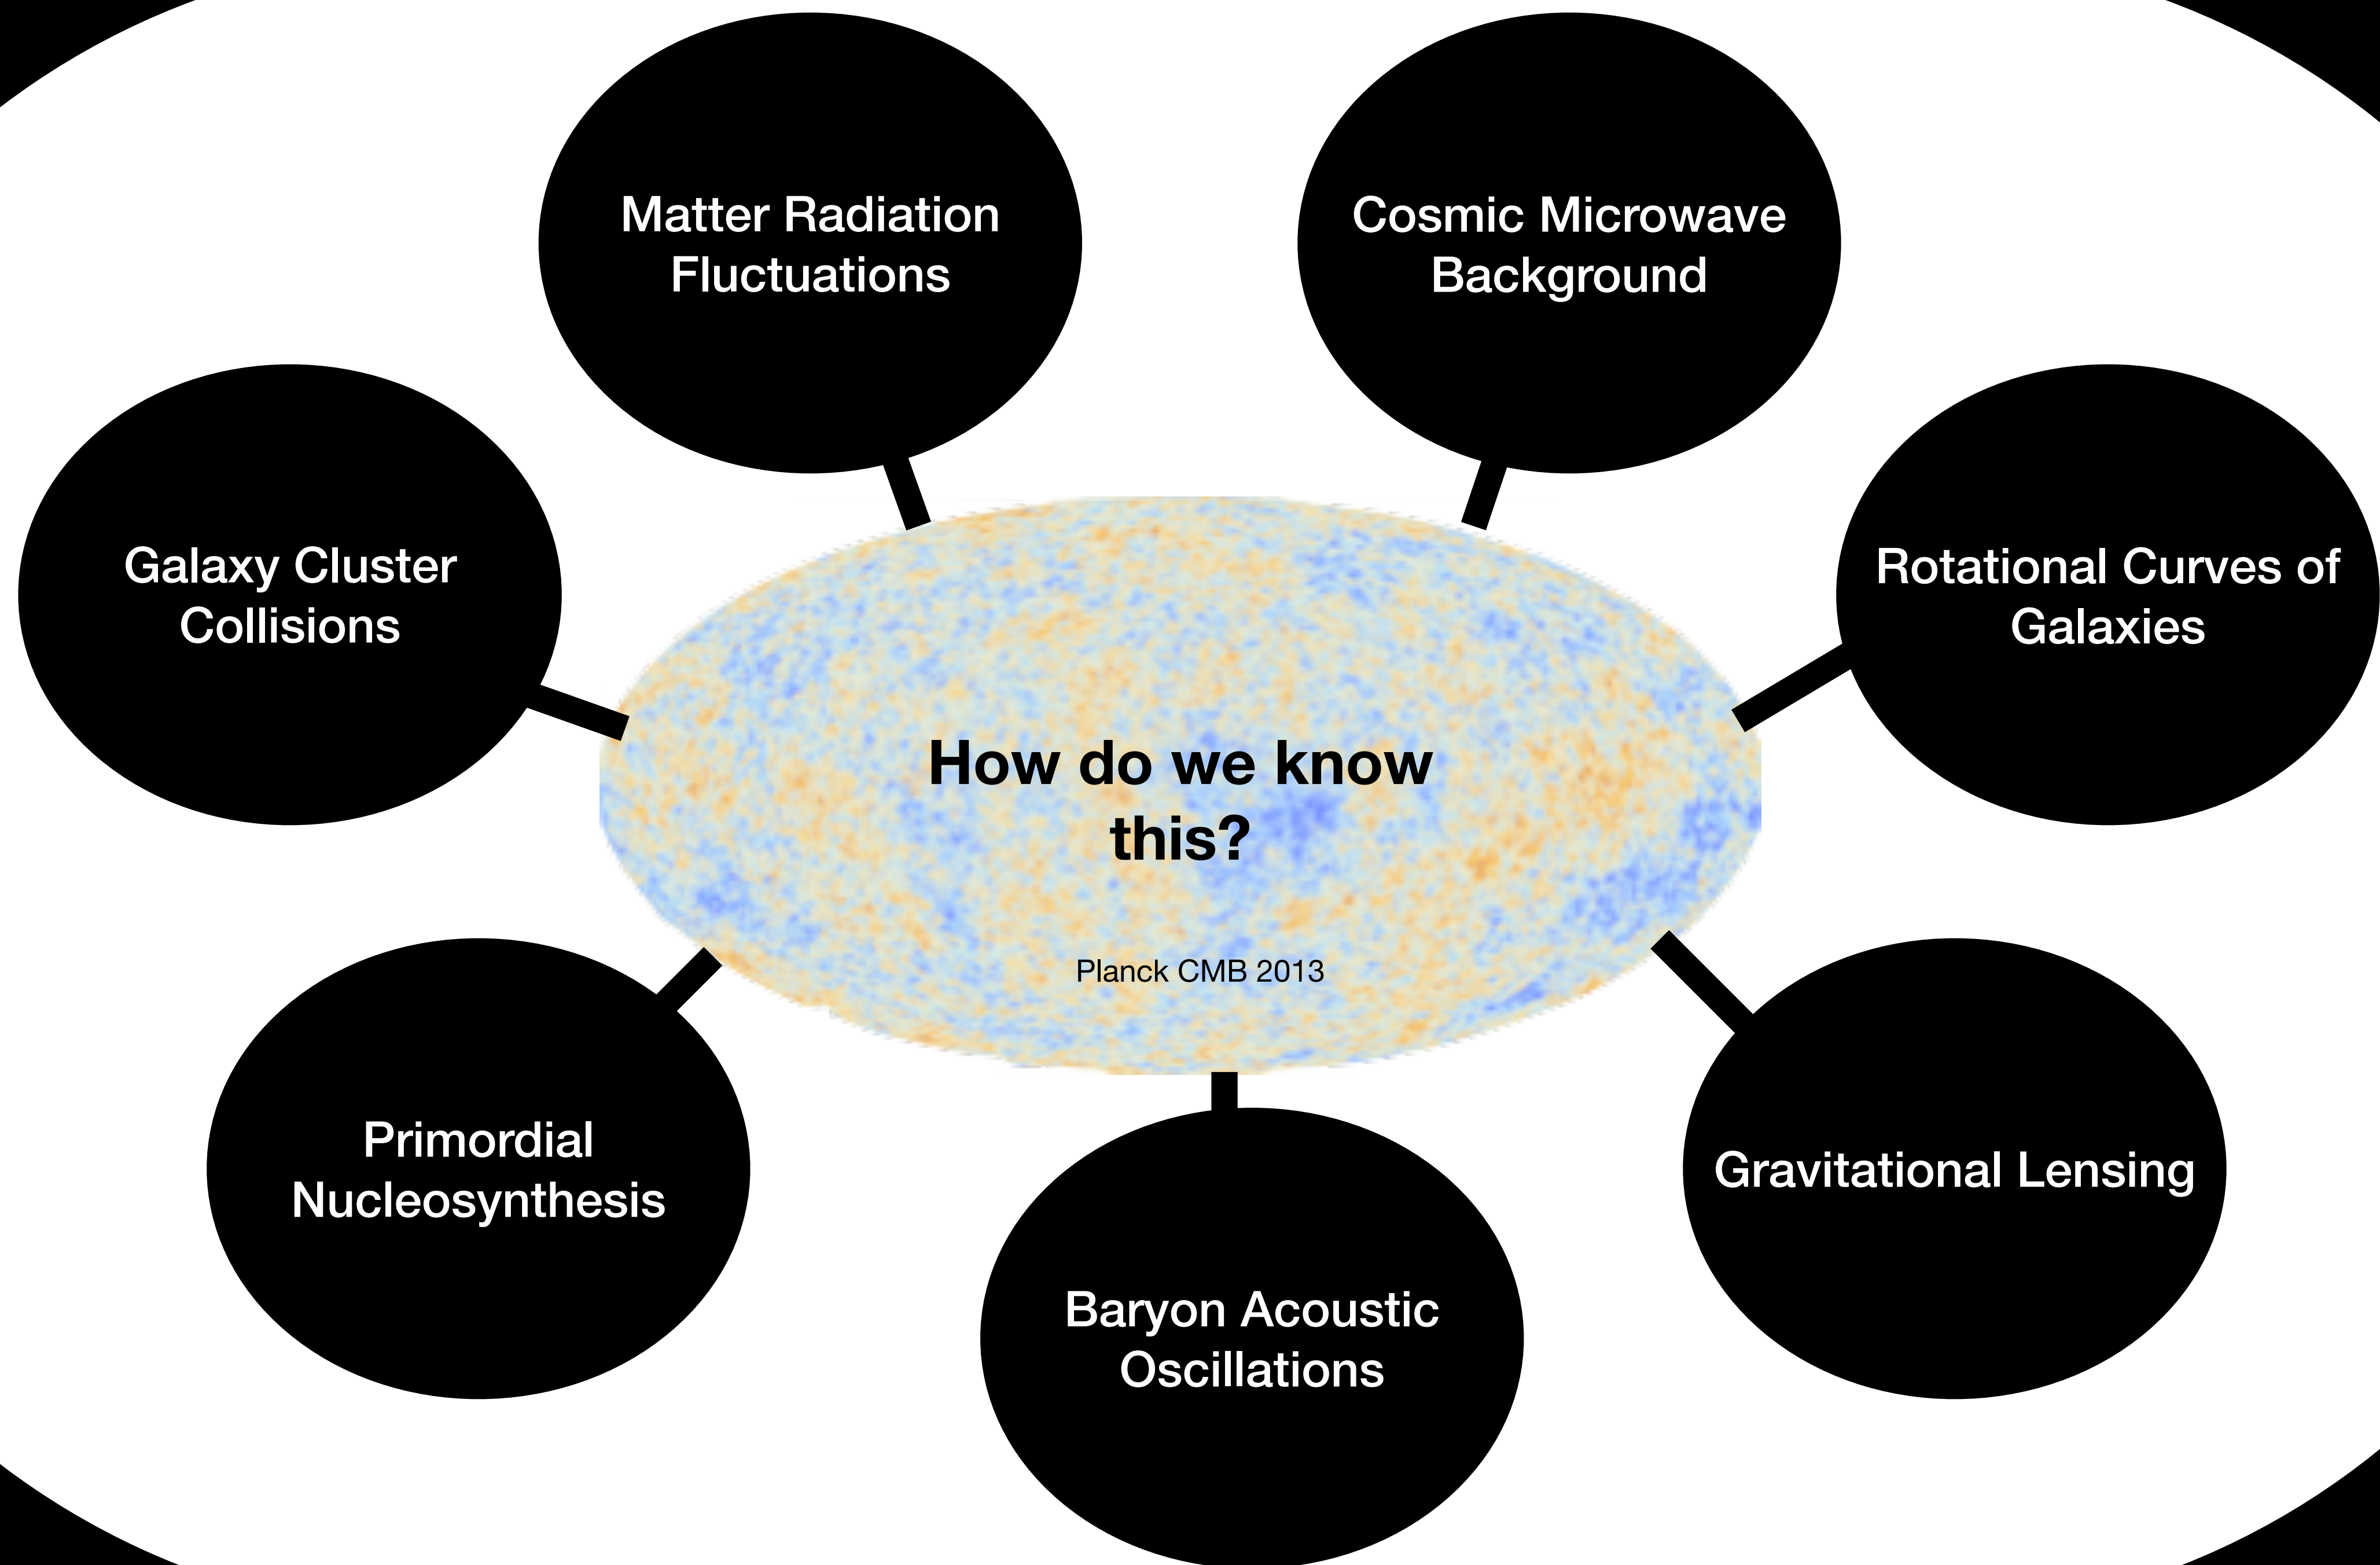 Matter Radiation
Fluctuations
Cosmic Microwave
Background
Galaxy Cluster
Collisions
Rotational Curves of
Galaxies
How do we know
this?
Planck CMB 2013
Primordial
Nucleosynthesis
Gravitational Lensing
Baryon Acoustic
Oscillations